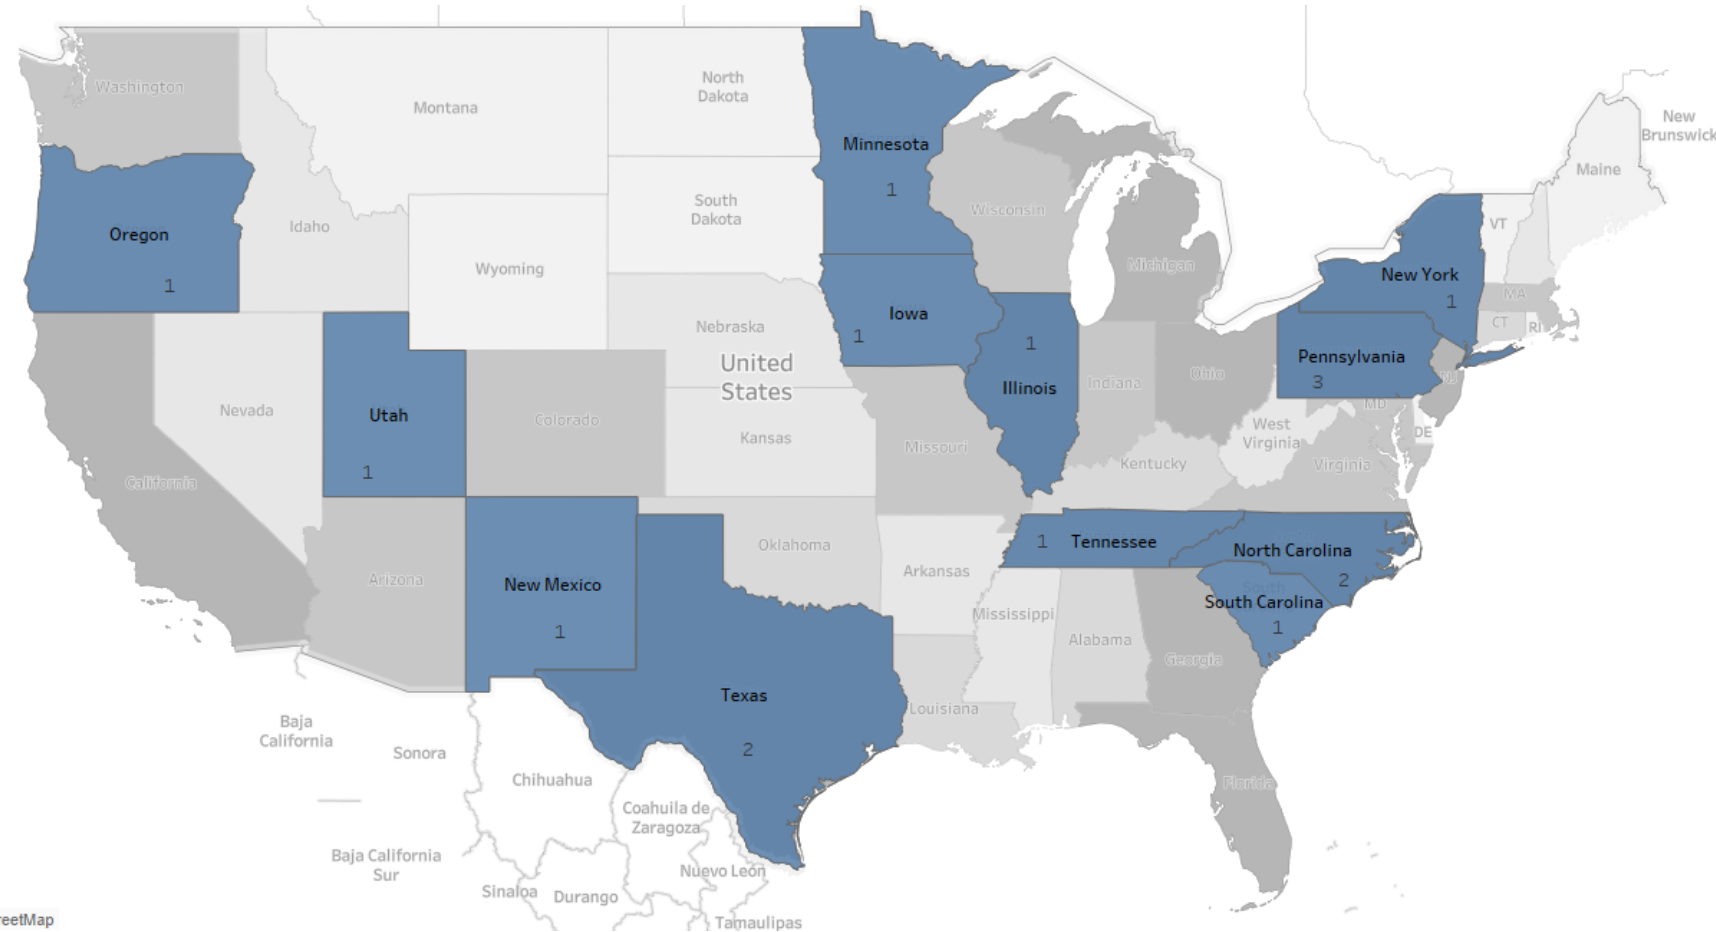 Washington
Montana
North
Dakota
Minnesota
1
New
Brunswick
Maine
Oregon
1
Idaho
Wyoming
South
Dakota
Wisconsin
Michigan
VT
New York
1
MA
CT
RI
Iowa
1
Nebraska
United
States
1
Illinois
Indiana
Ohio
Pennsylvania
3
NJ
MD
DE
Nevada
Utah
1
Colorado
Kansas
Missouri
Kentucky
West
Virginia
Virginia
California
Arizona
New Mexico
1
Oklahoma
Arkansas
1 Tennessee
North Carolina
2
South
South Carolina
1
Mississippi
Alabama
Georgia
Texas
2
Louisiana
Florida
Baja
California
Sonora
Chihuahua
Coahuila de
Zaragoza
Baja California
Sur
Sinaloa
Durango
Nuevo León
Tamaulipas
reetMap